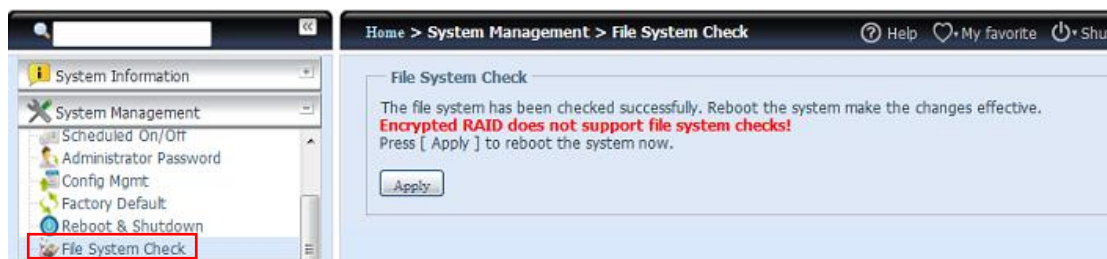 Home > System Management > File System Check
Help
My favorite
Shu
System Information
System Management
Scheduled On/Off
Administrator Password
Config Mgmt
Factory Default
Reboot & Shutdown
File System Check
File System Check
The file system has been checked successfully. Reboot the system make the changes effective.
Encrypted RAID does not support file system checks!
Press [ Apply ] to reboot the system now.
Apply